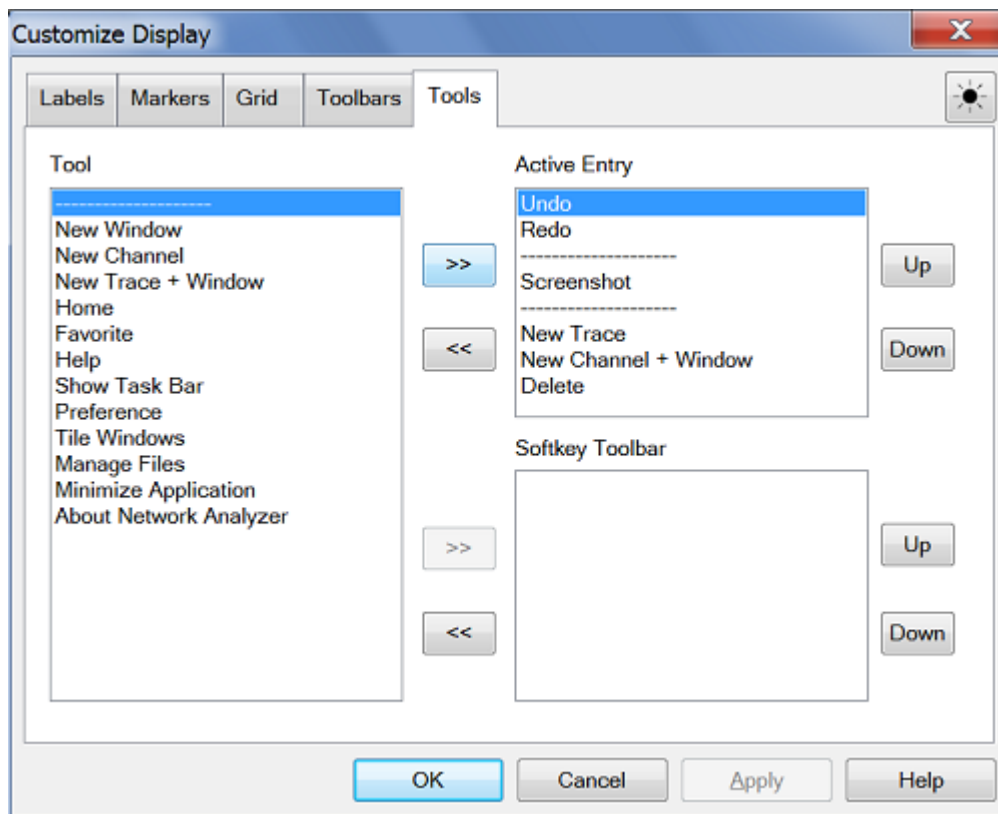 Customize Display
X
Labels Markers Grid Toolbars Tools
Tool
--------------------
New Window
New Channel
New Trace + Window
Home
Favorite
Help
Show Task Bar
Preference
Tile Windows
Manage Files
Minimize Application
About Network Analyzer
>>
<<
>>
<<
Active Entry
Undo
Redo
--------------------
Screenshot
--------------------
New Trace
New Channel + Window
Delete
Up
Down
Softkey Toolbar
Up
Down
OK Cancel Apply Help